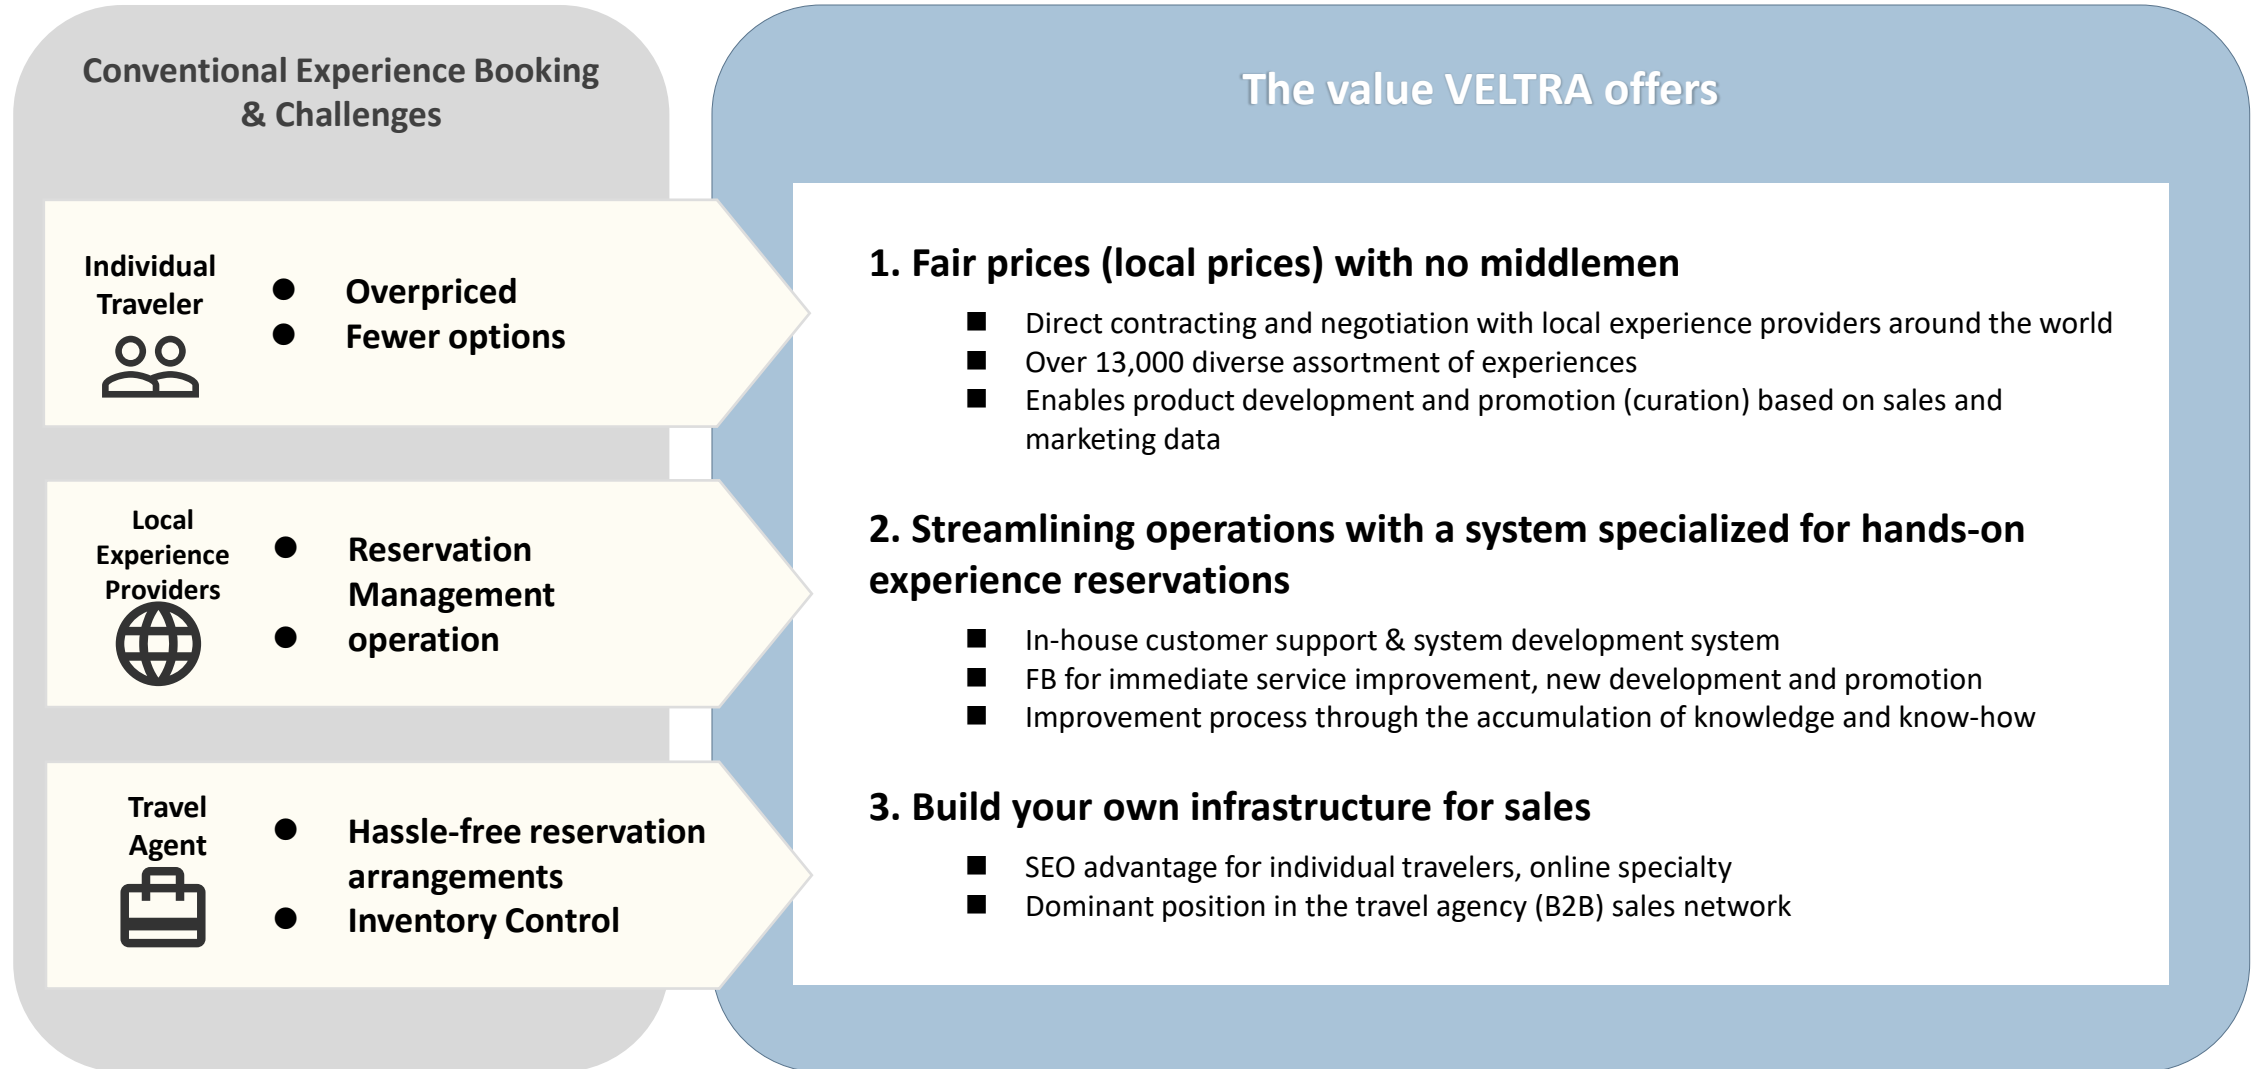 Conventional Experience Booking
& Challenges
Individual
Traveler
● Overpriced
● Fewer options
Local
Experience
Providers
● Reservation
Management
● operation
Travel
Agent
● Hassle-free reservation
arrangements
● Inventory Control
The value VELTRA offers
1. Fair prices (local prices) with no middlemen
■ Direct contracting and negotiation with local experience providers around the world
■ Over 13,000 diverse assortment of experiences
■ Enables product development and promotion (curation) based on sales and
marketing data
2. Streamlining operations with a system specialized for hands-on
experience reservations
■ In-house customer support & system development system
■ FB for immediate service improvement, new development and promotion
■ Improvement process through the accumulation of knowledge and know-how
3. Build your own infrastructure for sales
■ SEO advantage for individual travelers, online specialty
■ Dominant position in the travel agency (B2B) sales network